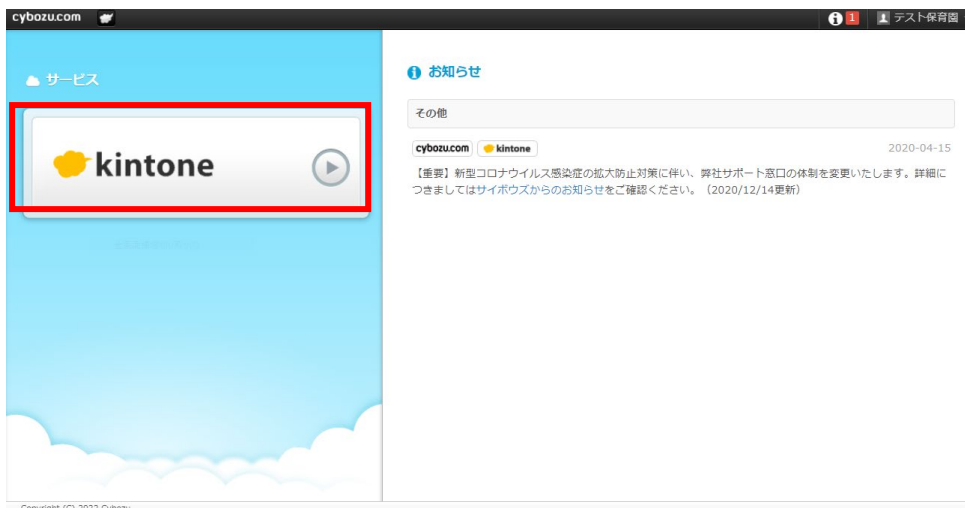 cybozu.com
1
テスト保育園
サービス
kintone
お知らせ
その他
cybozu.com kintone 2020-04-15
【重要】新型コロナウイルス感染症の拡大防止対策に伴い、弊社サポート窓口の体制を変更いたします。詳細に
つきましてはサイボウズからのお知らせをご確認ください。（2020/12/14更新）
Copyright (C) 2022 Cybozu